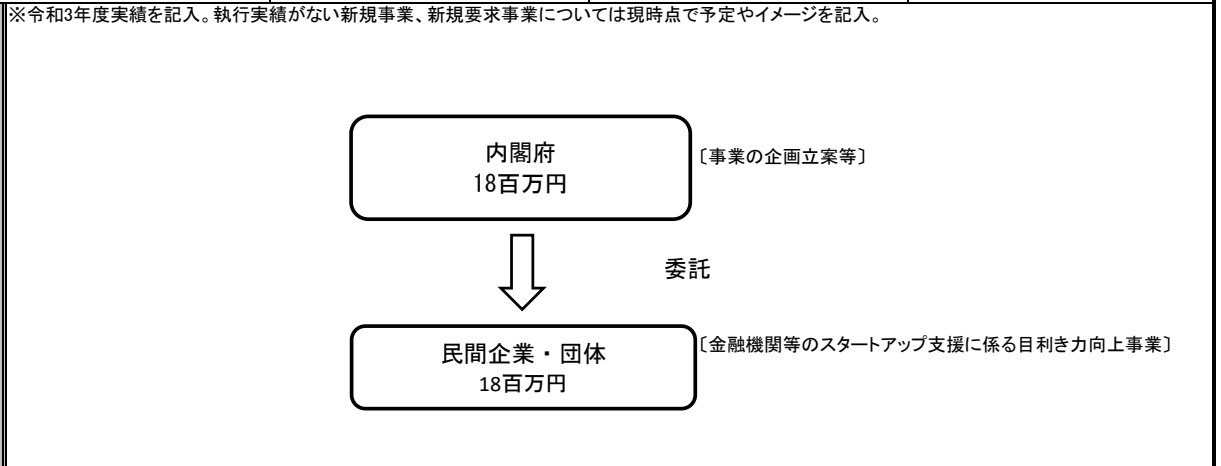 ※令和3年度実績を記入。執行実績がない新規事業、新規要求事業については現時点で予定やイメージを記入。
内閣府
18百万円
〔事業の企画立案等〕
委託
民間企業・団体
18百万円
〔金融機関等のスタートアップ支援に係る目利き力向上事業〕